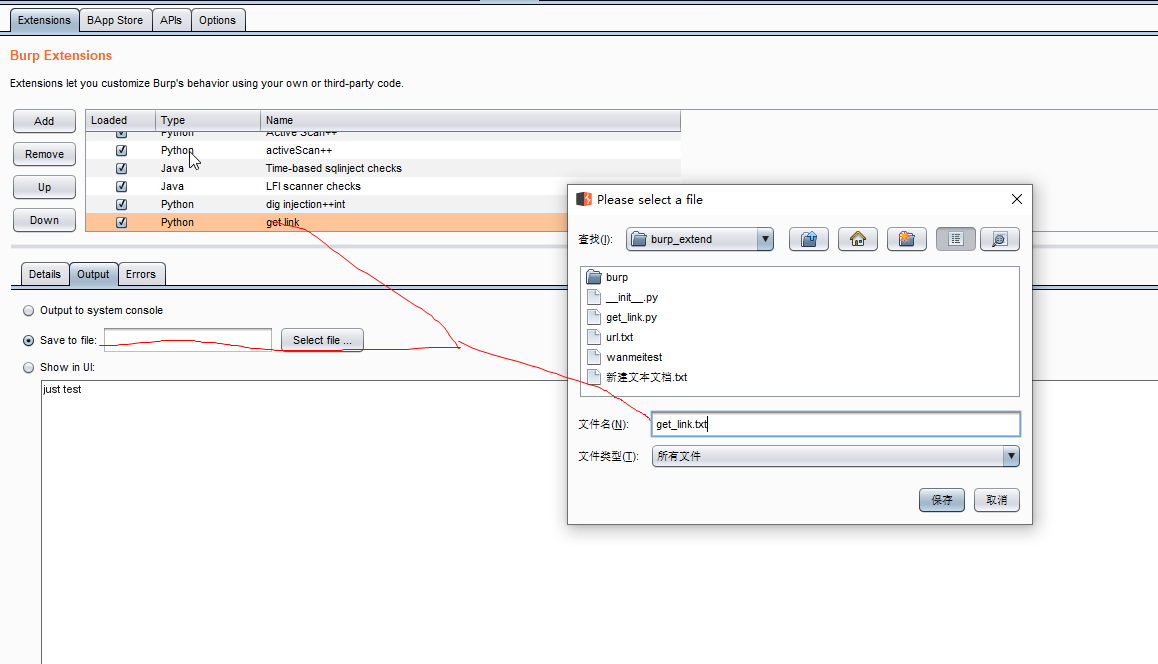 Extensions BApp Store APIs Options
Burp Extensions
Extensions let you customize Burp's behavior using your own or third-party code.
Add
Remove
Up
Down
Loaded Type Name
Python Active Scan++
Python activeScan++
Java Time-based sqlinject checks
Java LFI scanner checks
Python dig injection++int
Python get link
Details Output Errors
Output to system console
Save to file: Select file ...
Show in UI:
just test
Please select a file
查找(I): burp_extend
burp
__init__.py
get_link.py
url.txt
wanmeitest
新建文本文档.txt
文件名(N): get_link.txt
文件类型(T): 所有文件
保存 取消